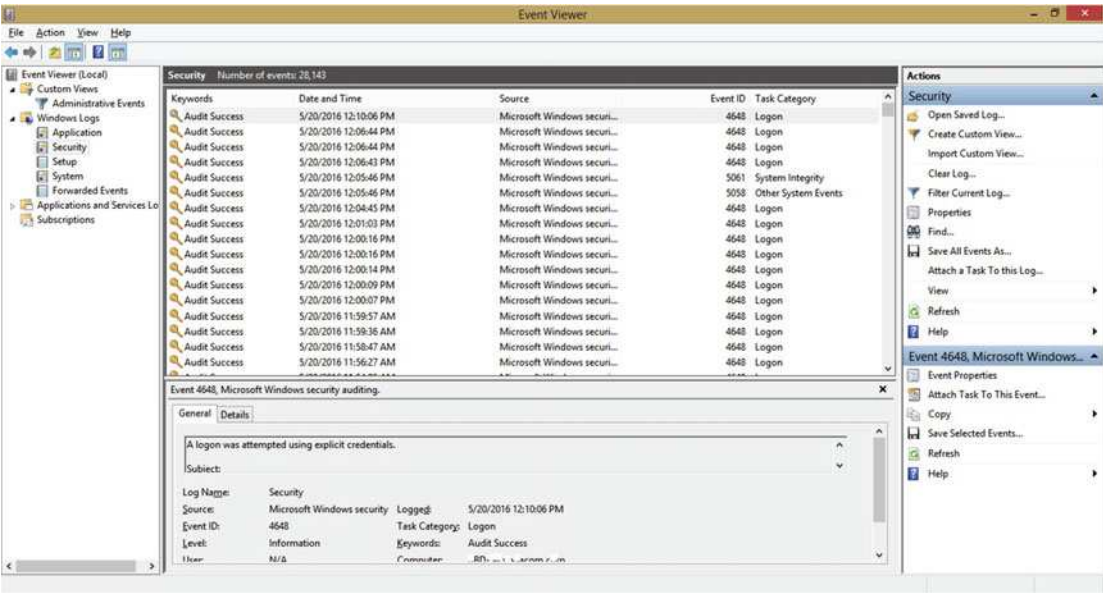 Event Viewer
File Action View Help
Event Viewer (Local)
Custom Views
Administrative Events
Windows Logs
Application
Security
Setup
System
Forwarded Events
Applications and Services Lo
Subscriptions
Security Number of events: 28,143
Keywords Date and Time Source Event ID Task Category
Audit Success 5/20/2016 12:10:06 PM Microsoft Windows securi... 4648 Logon
Audit Success 5/20/2016 12:06:44 PM Microsoft Windows securi... 4648 Logon
Audit Success 5/20/2016 12:06:44 PM Microsoft Windows securi... 4648 Logon
Audit Success 5/20/2016 12:06:43 PM Microsoft Windows securi... 4648 Logon
Audit Success 5/20/2016 12:05:46 PM Microsoft Windows securi... 5061 System Integrity
Audit Success 5/20/2016 12:05:46 PM Microsoft Windows securi... 5058 Other System Events
Audit Success 5/20/2016 12:04:45 PM Microsoft Windows securi... 4648 Logon
Audit Success 5/20/2016 12:01:03 PM Microsoft Windows securi... 4648 Logon
Audit Success 5/20/2016 12:00:16 PM Microsoft Windows securi... 4648 Logon
Audit Success 5/20/2016 12:00:16 PM Microsoft Windows securi... 4648 Logon
Audit Success 5/20/2016 12:00:14 PM Microsoft Windows securi... 4648 Logon
Audit Success 5/20/2016 12:00:09 PM Microsoft Windows securi... 4648 Logon
Audit Success 5/20/2016 12:00:07 PM Microsoft Windows securi... 4648 Logon
Audit Success 5/20/2016 11:59:57 AM Microsoft Windows securi... 4648 Logon
Audit Success 5/20/2016 11:59:36 AM Microsoft Windows securi... 4648 Logon
Audit Success 5/20/2016 11:58:47 AM Microsoft Windows securi... 4648 Logon
Audit Success 5/20/2016 11:56:27 AM Microsoft Windows securi... 4648 Logon
Event 4648, Microsoft Windows security auditing.
General Details
A logon was attempted using explicit credentials.
Subject:
Log Name: Security
Source: Microsoft Windows security Logged: 5/20/2016 12:10:06 PM
Event ID: 4648 Task Category: Logon
Level: Information Keywords: Audit Success
User: N/A Computer:
Actions
Security
Open Saved Log...
Create Custom View...
Import Custom View...
Clear Log...
Filter Current Log...
Properties
Find...
Save All Events As...
Attach a Task To this Log...
View
Refresh
Help
Event 4648, Microsoft Windows...
Event Properties
Attach Task To This Event...
Copy
Save Selected Events...
Refresh
Help